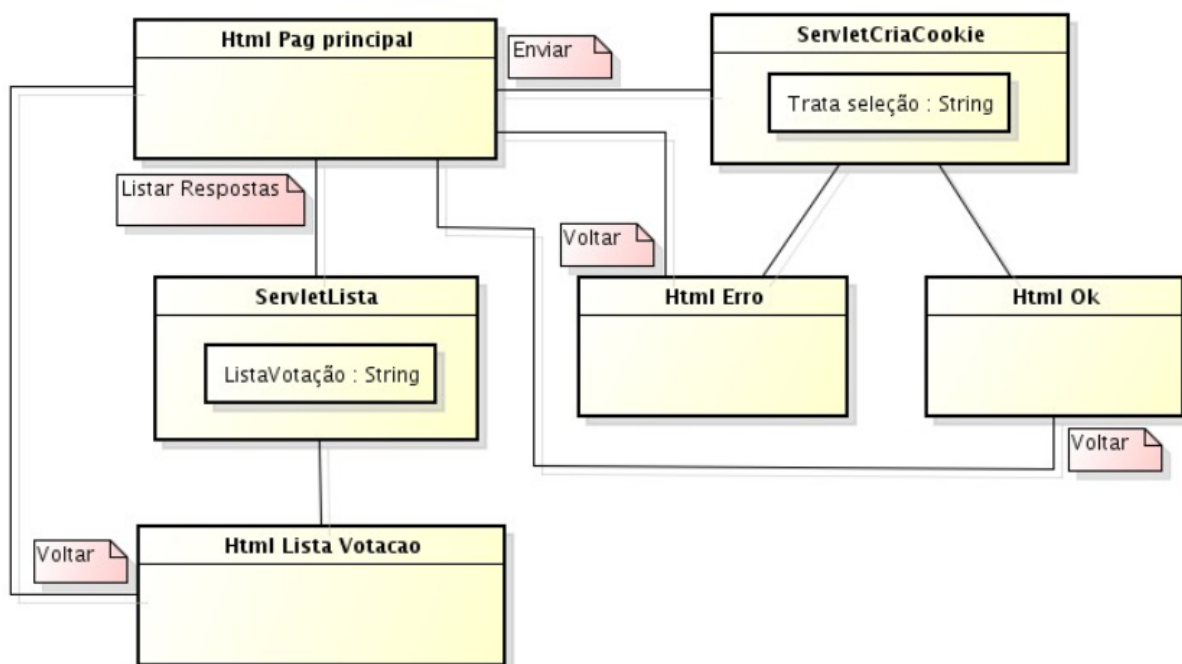 Html Pag principal
Enviar
ServletCriaCookie
Trata seleção : String
Listar Respostas
Voltar
ServletLista
Html Erro
Html Ok
ListaVotação : String
Voltar
Html Lista Votacao
Voltar